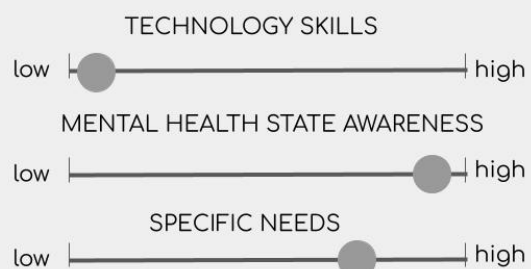 TECHNOLOGY SKILLS
low high
MENTAL HEALTH STATE AWARENESS
low high
SPECIFIC NEEDS
low high